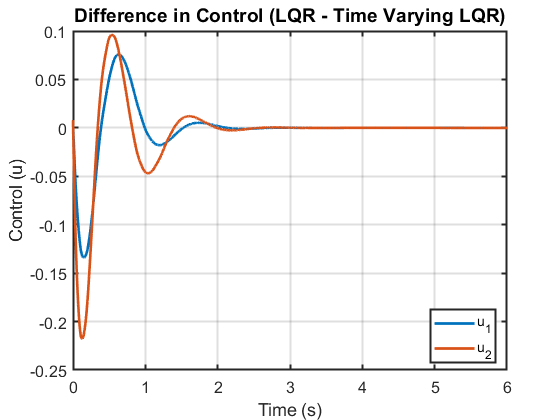 Difference in Control (LQR - Time Varying LQR)
0.1
0.05
0
-0.05
-0.1
-0.15
-0.2
-0.25
Control (u)
u1
u2
0 1 2 3 4 5 6
Time (s)